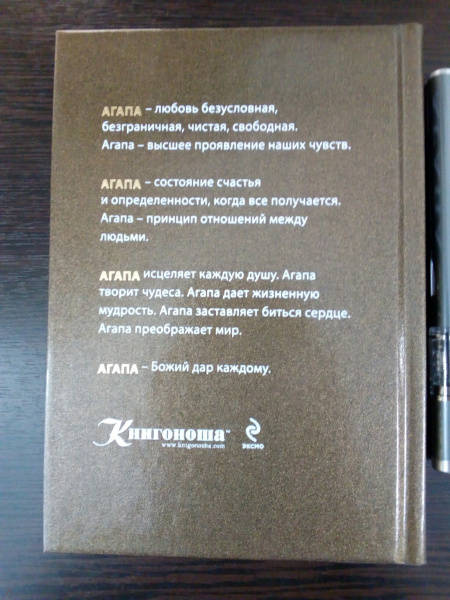 АГАПА – любовь безусловная,
безграничная, чистая, свободная.
Агапа – высшее проявление наших чувств.
АГАПА – состояние счастья
и определенности, когда все получается.
Агапа – принцип отношений между
людьми.
АГАПА исцеляет каждую душу. Агапа
творит чудеса. Агапа дает жизненную
мудрость. Агапа заставляет биться сердце.
Агапа преображает мир.
АГАПА – Божий дар каждому.
Книгоноша™
www.knigonosha.com
ЭКСМО